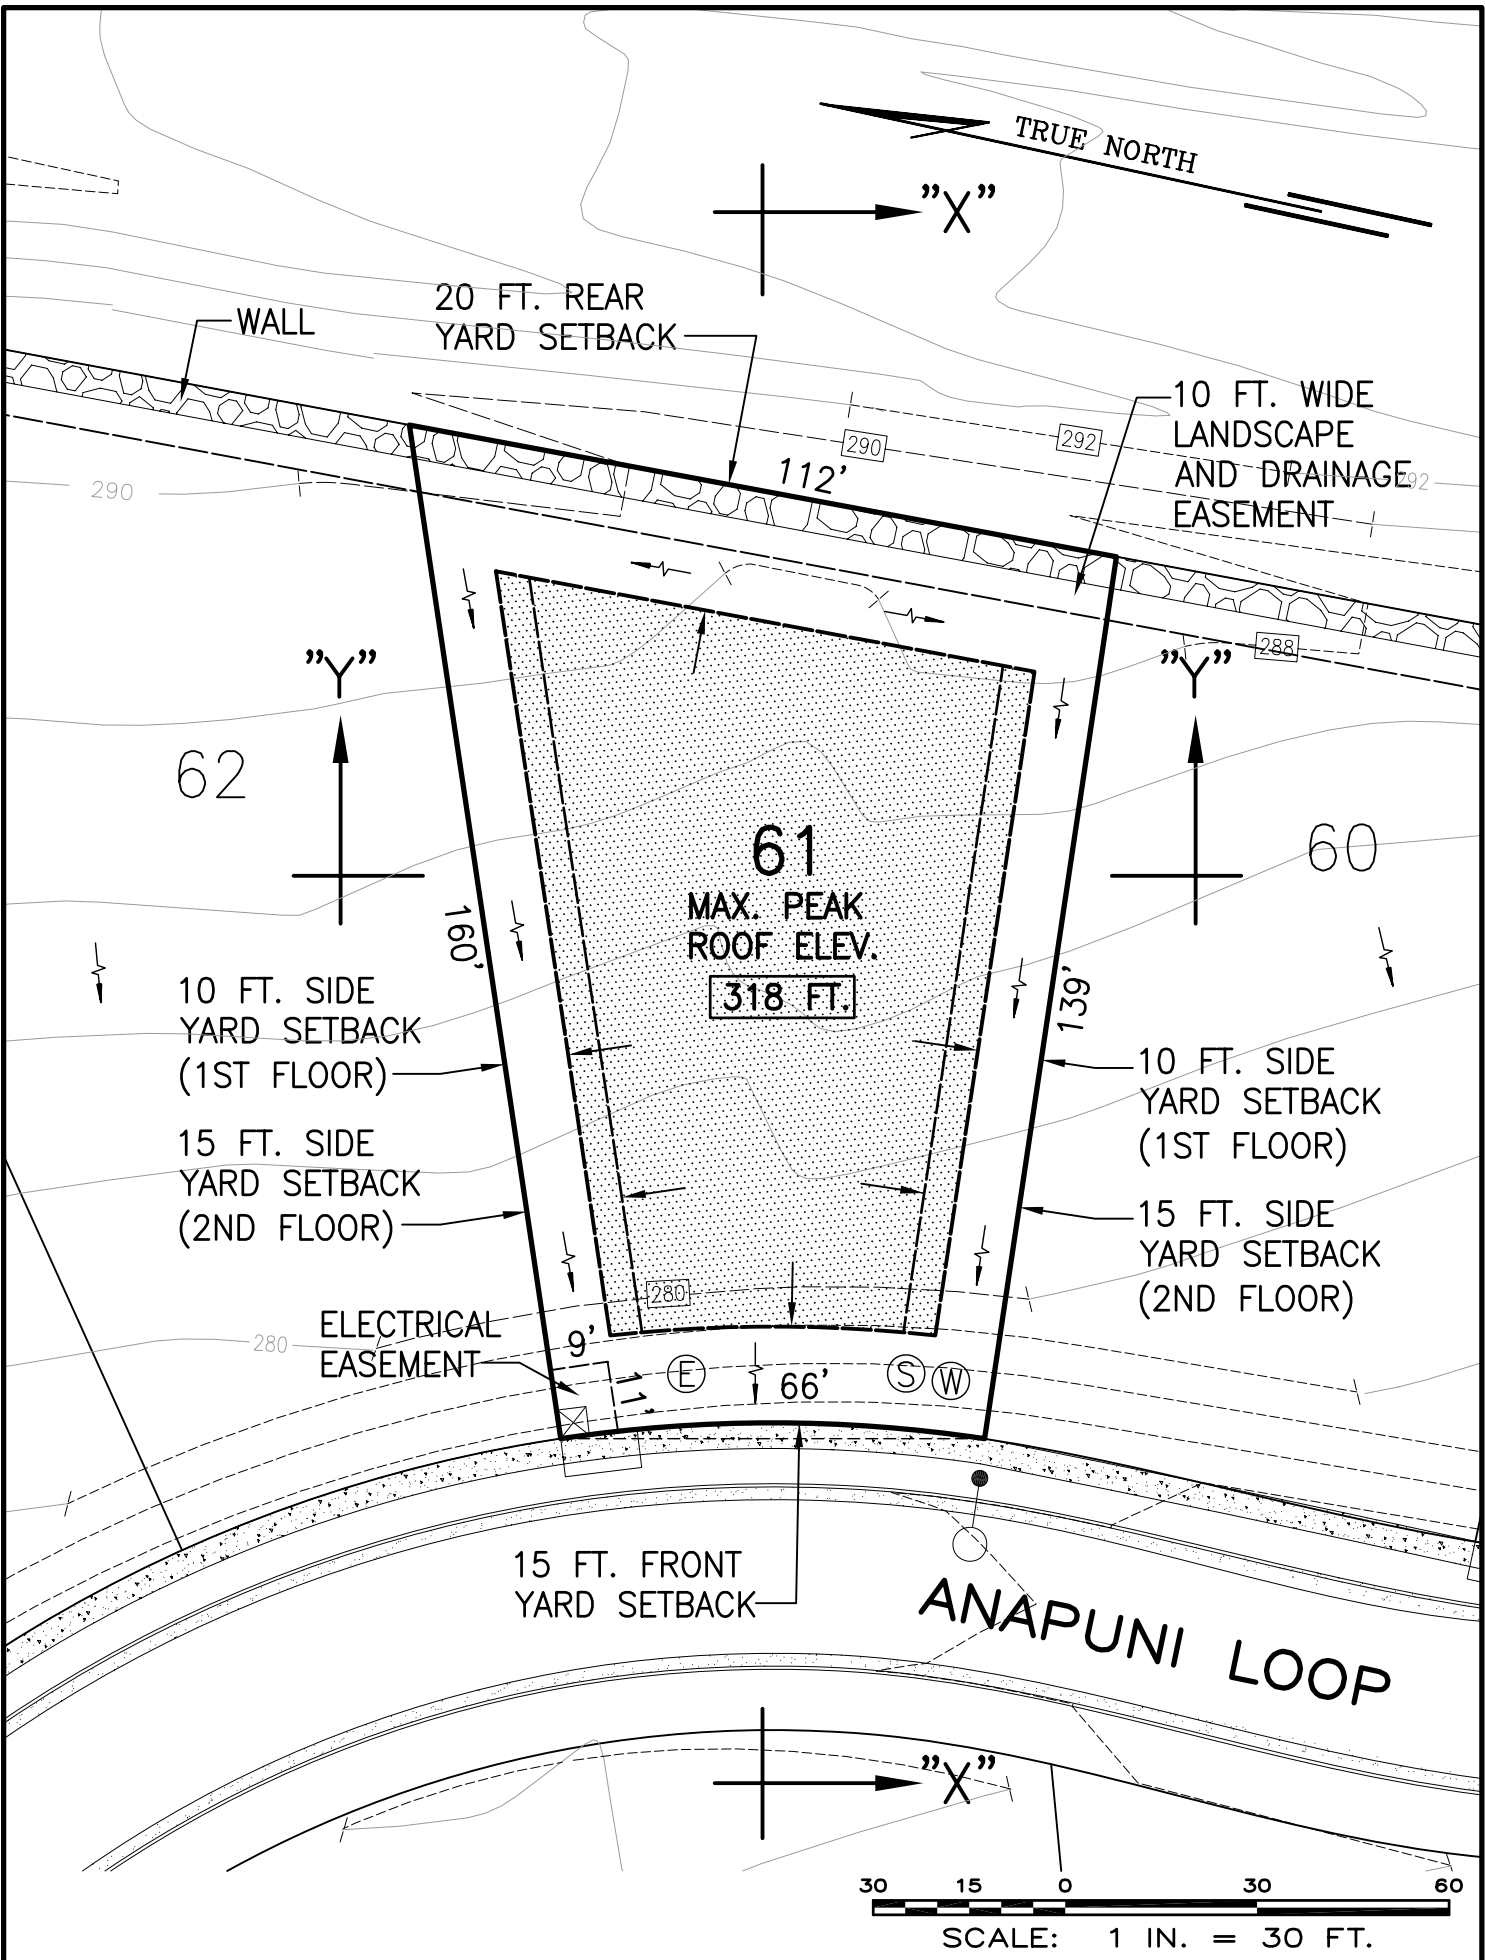 TRUE NORTH
"X"
20 FT. REAR
YARD SETBACK
WALL
10 FT. WIDE
LANDSCAPE
AND DRAINAGE
EASEMENT
290
292
112'
292
290
288
"Y"
"Y"
62
61
MAX. PEAK
ROOF ELEV.
318 FT.
60
160'
139'
10 FT. SIDE
YARD SETBACK
(1ST FLOOR)
15 FT. SIDE
YARD SETBACK
(2ND FLOOR)
10 FT. SIDE
YARD SETBACK
(1ST FLOOR)
15 FT. SIDE
YARD SETBACK
(2ND FLOOR)
280
280
ELECTRICAL
EASEMENT
9'
11'
E
66'
S
W
15 FT. FRONT
YARD SETBACK
ANAPUNI LOOP
"X"
30 15 0 30 60
SCALE: 1 IN. = 30 FT.